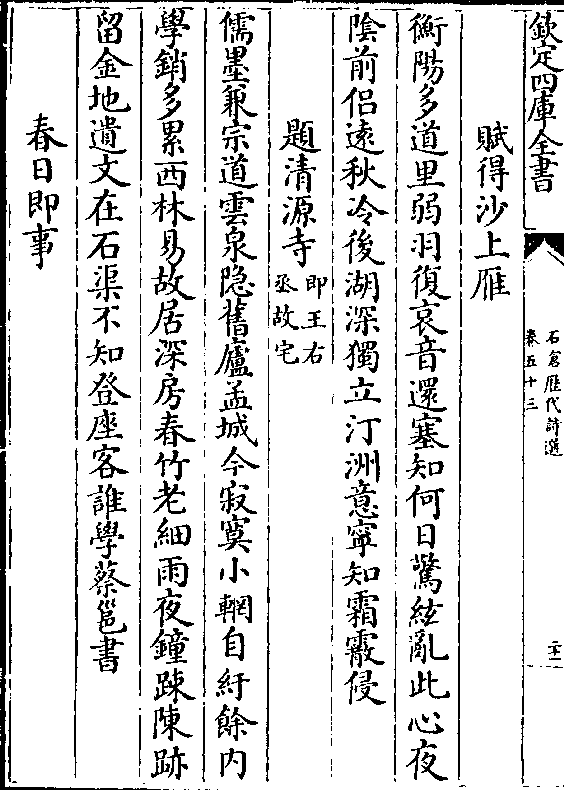 欽定四庫全書
石倉歷代詩選
卷五十三
二十一
賦得沙上雁
衡陽多道里弱羽復哀音還塞知何日驚絃亂此心夜
陰前侣遠秋冷後湖深獨立汀洲意寧知霜霰侵
題清源寺即王右丞故宅
儒墨兼宗道雲泉隐舊廬孟城今寂寞小輞自紆餘内
學銷多累西林易故居深房春竹老細雨夜鐘踈陳跡
留金地遺文在石渠不知登座客誰學蔡邕書
春日即事